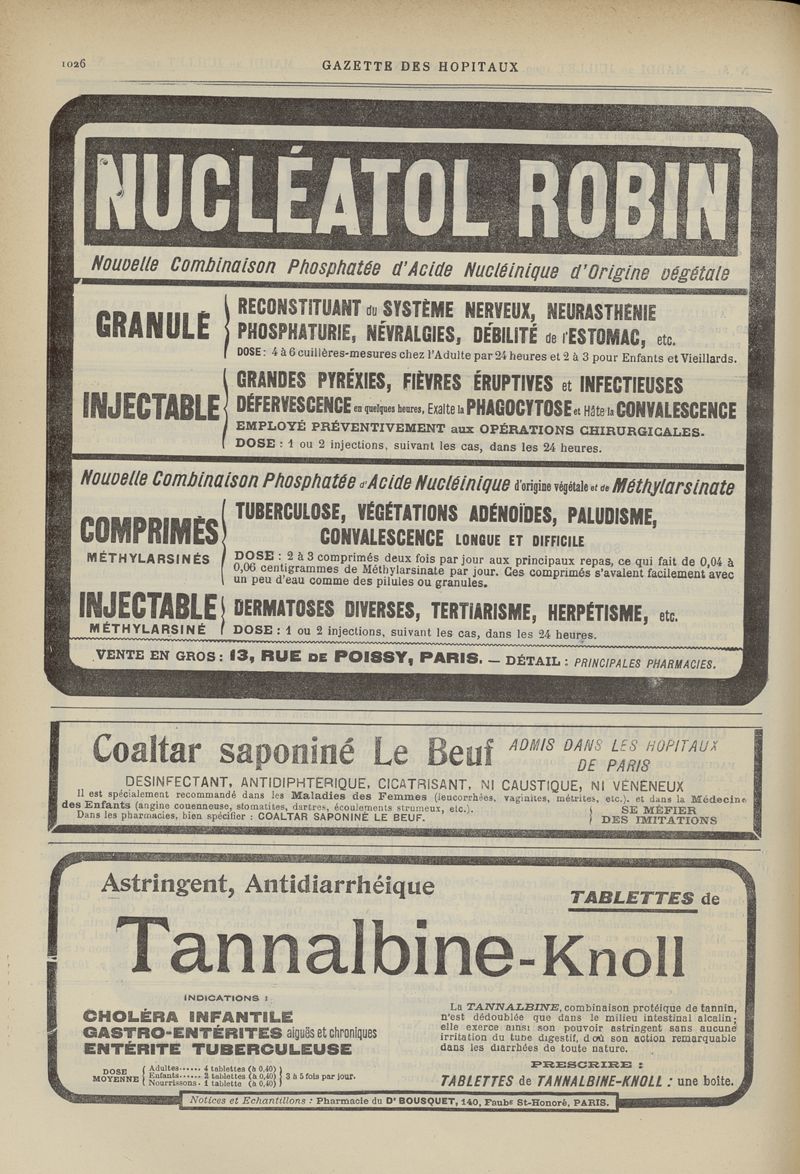 1026
GAZETTE DES HOPITAUX
NUCLÉATOL ROBIN
Nouvelle Combinaison Phosphatée d'Acide Nucléinique d'Origine végétale
GRANULÉ
RECONSTITUANT du SYSTÈME NERVEUX, NEURASTHÉNIE
PHOSPHATURIE, NÉVRALGIES, DÉBILITÉ de l'ESTOMAC, etc.
DOSE: 4 à 6 cuillères-mesures chez l'Adulte par 24 heures et 2 à 3 pour Enfants et Vieillards.
INJECTABLE
GRANDES PYRÉXIES, FIÈVRES ÉRUPTIVES et INFECTIEUSES
DÉFERVESCENCE en quelques heures, Exalte la PHAGOCYTOSE et Hâte la CONVALESCENCE
EMPLOYÉ PRÉVENTIVEMENT aux OPÉRATIONS CHIRURGICALES.
DOSE : 1 ou 2 injections, suivant les cas, dans les 24 heures.
Nouvelle Combinaison Phosphatée d'Acide Nucléinique d'origine végétale et de Méthylarsinate
COMPRIMÉS
MÉTHYLARSINÉS
TUBERCULOSE, VÉGÉTATIONS ADÉNOÏDES, PALUDISME,
CONVALESCENCE LONGUE ET DIFFICILE
DOSE : 2 à 3 comprimés deux fois par jour aux principaux repas, ce qui fait de 0,04 à
0,06 centigrammes de Méthylarsinate par jour. Ces comprimés s'avalent facilement avec
un peu d'eau comme des pilules ou granules.
INJECTABLE
MÉTHYLARSINÉ
DERMATOSES DIVERSES, TERTIARISME, HERPÉTISME, etc.
DOSE : 1 ou 2 injections, suivant les cas, dans les 24 heures.
VENTE EN GROS : 13, RUE DE POISSY, PARIS. — DÉTAIL : PRINCIPALES PHARMACIES.
Coaltar saponiné Le Beuf
ADMIS DANS LES HOPITAUX
DE PARIS
DÉSINFECTANT, ANTIDIPHTÉRIQUE, CICATRISANT, NI CAUSTIQUE, NI VÉNÉNEUX
Il est spécialement recommandé dans les Maladies des Femmes (leucorrhées, vaginites, métrites, etc.). et dans la Médecine
des Enfants (angine couenneuse, stomatites, dartres, écoulements strumeux, etc.).
Dans les pharmacies, bien spécifier : COALTAR SAPONINÉ LE BEUF.
SE MÉFIER
DES IMITATIONS
Astringent, Antidiarrhéique
TABLETTES de
Tannalbine-Knoll
INDICATIONS :
CHOLÉRA INFANTILE
GASTRO-ENTÉRITES aiguës et chroniques
ENTÉRITE TUBERCULEUSE
DOSE MOYENNE
Adultes...... 4 tablettes (à 0,40)
Enfants...... 2 tablettes (à 0,40)
Nourrissons. 1 tablette (à 0,40)
3 à 5 fois par jour.
La TANNALBINE, combinaison protéique de tannin,
n'est dédoublée que dans le milieu intestinal alcalin;
elle exerce ainsi son pouvoir astringent sans aucune
irritation du tube digestif, d'où son action remarquable
dans les diarrhées de toute nature.
PRESCRIRE :
TABLETTES de TANNALBINE-KNOLL : une boîte.
Notices et Echantillons : Pharmacie du Dr BOUSQUET, 140, Faubg St-Honoré, PARIS.